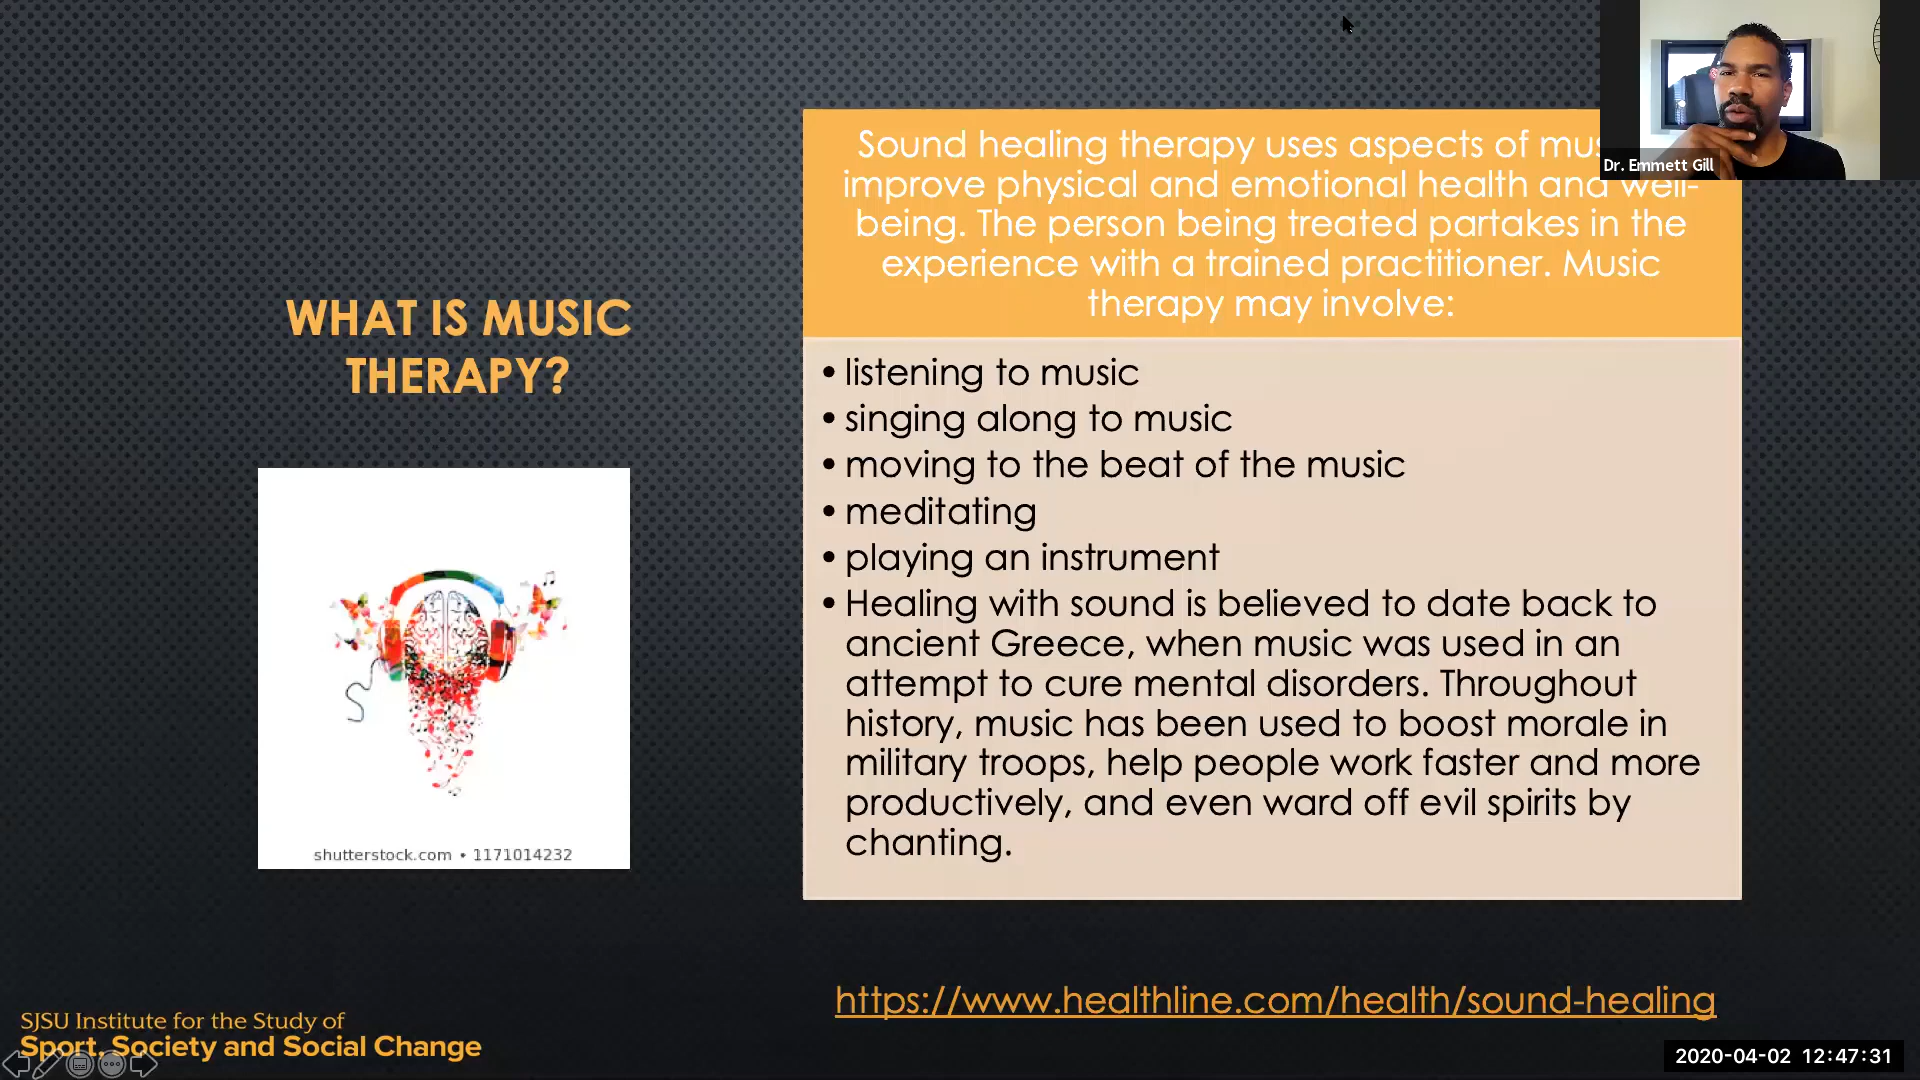 WHAT IS MUSIC
THERAPY?
shutterstock.com • 1171014232
Sound healing therapy uses aspects of
improve physical and emotional health and well-
being. The person being treated partakes in the
experience with a trained practitioner. Music
therapy may involve:
• listening to music
• singing along to music
• moving to the beat of the music
• meditating
• playing an instrument
• Healing with sound is believed to date back to
ancient Greece, when music was used in an
attempt to cure mental disorders. Throughout
history, music has been used to boost morale in
military troops, help people work faster and more
productively, and even ward off evil spirits by
chanting.
https://www.healthline.com/health/sound-healing
Dr. Emmett Gill
SJSU Institute for the Study of
Sport, Society and Social Change
2020-04-02 12:47:31